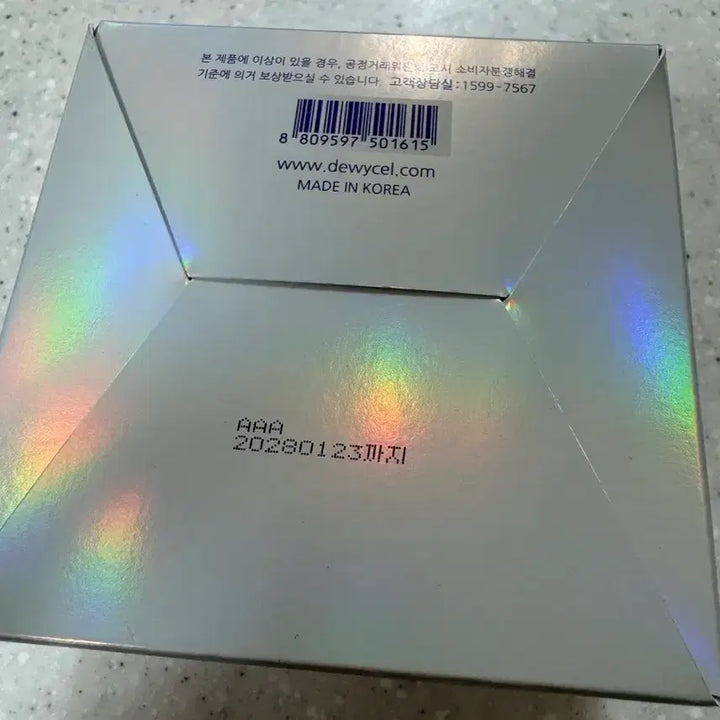 본 제품에 이상이 있을 경우, 공정거래위원회 고시 소비자분쟁해결
기준에 의거 보상받으실 수 있습니다. 고객상담실:1599-7567
8 809597 501615
www.dewycel.com
MADE IN KOREA
AAA
20280123까지